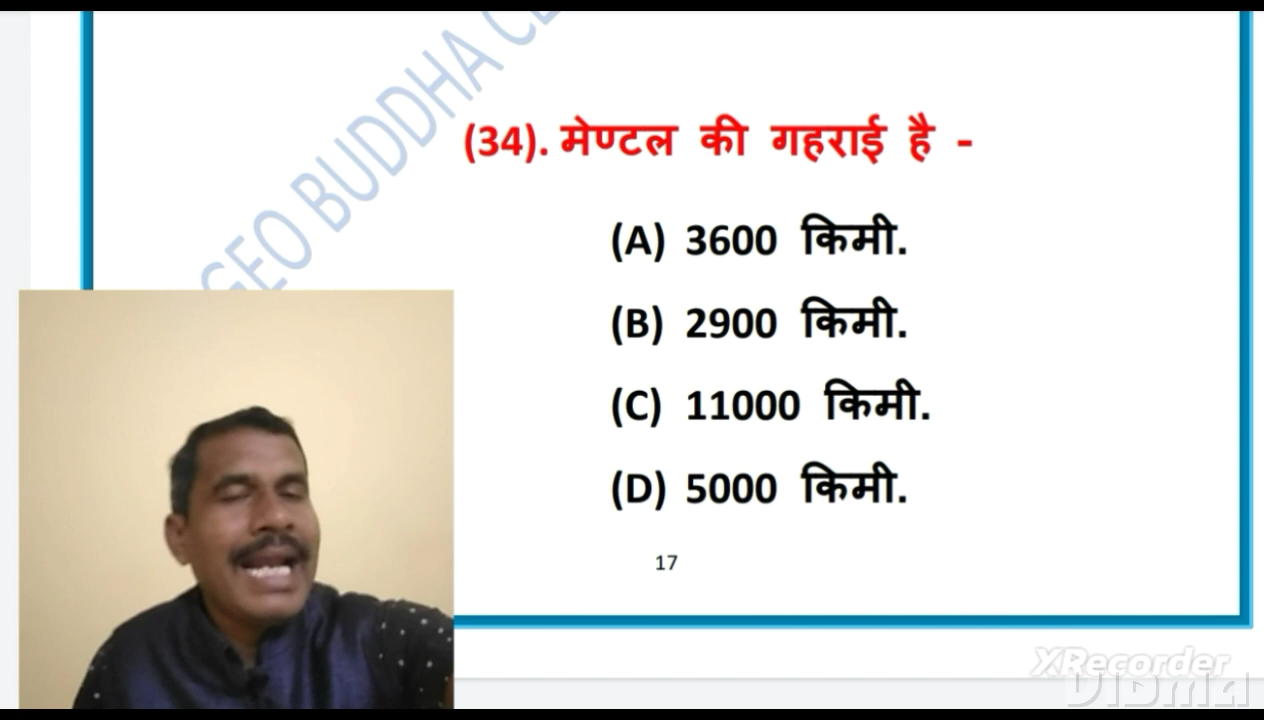 GEO BUDDHA
(34). मेण्टल की गहराई है -
(A) 3600 किमी.
(B) 2900 किमी.
(C) 11000 किमी.
(D) 5000 किमी.
17
XRecorder